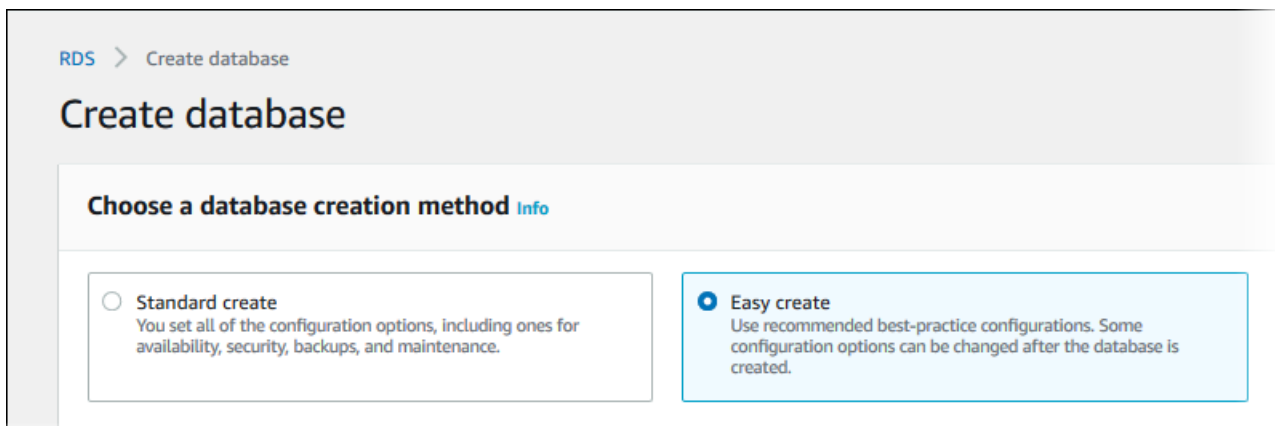 RDS > Create database
Create database
Choose a database creation method Info
Standard create
You set all of the configuration options, including ones for
availability, security, backups, and maintenance.
Easy create
Use recommended best-practice configurations. Some
configuration options can be changed after the database is
created.